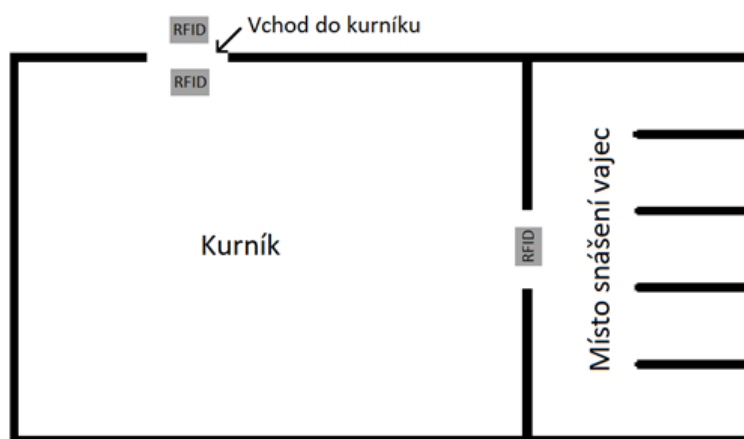 RFID
Vchod do kurníku
RFID
Kurník
RFID
Místo snášení vajec